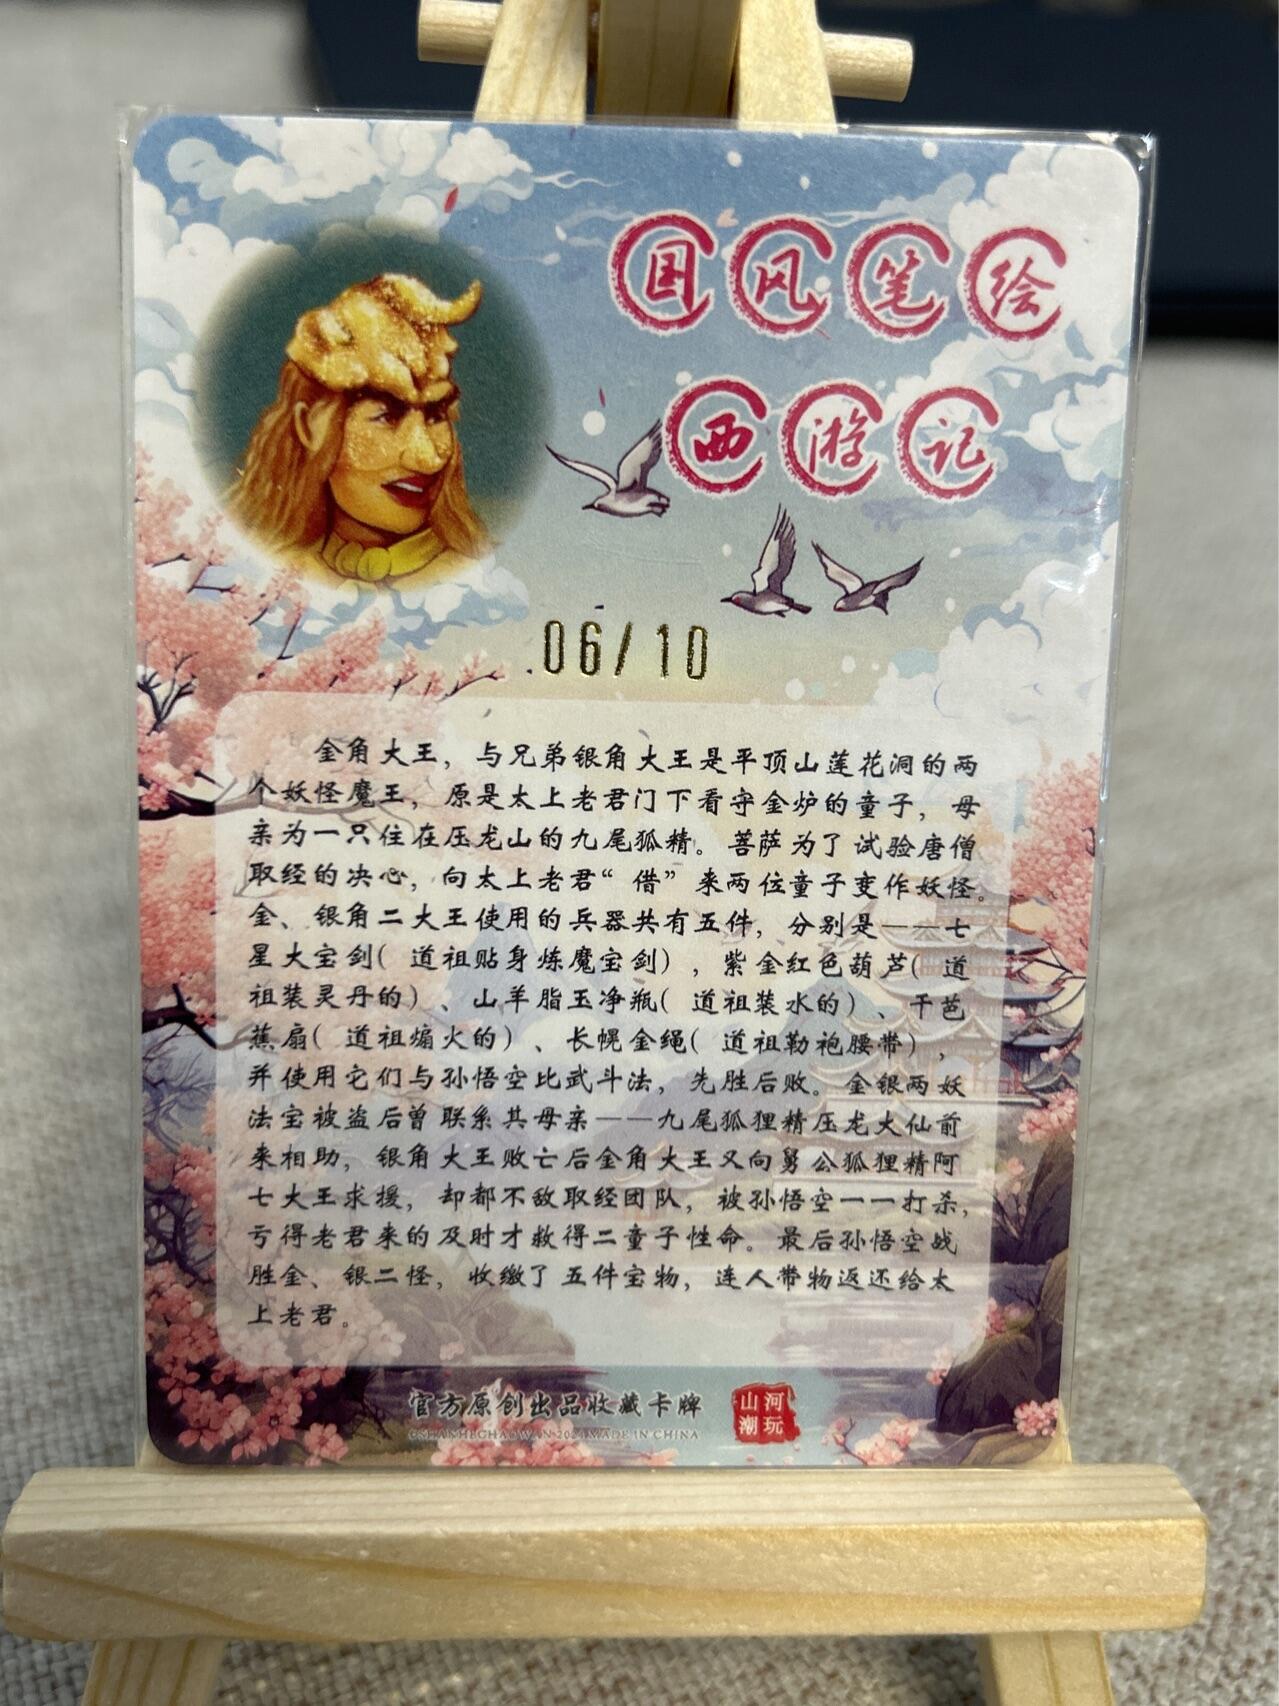 国风笔绘
西游记
06/10
金角大王，与兄弟银角大王是平顶山莲花洞的两
个妖怪魔王，原是太上老君门下看守金炉的童子，母
亲为一只住在压龙山的九尾狐精。菩萨为了试验唐僧
取经的决心，向太上老君“借”来两位童子变作妖怪。
金、银角二大王使用的兵器共有五件，分别是——七
星大宝剑(道祖贴身炼魔宝剑)，紫金红色葫芦(道
祖装灵丹的)、山羊脂玉净瓶(道祖装水的)、干芭
蕉扇(道祖煽火的)、长幌金绳(道祖勒袍腰带)，
并使用它们与孙悟空比武斗法，先胜后败。金银两妖
法宝被盗后曾联系其母亲——九尾狐狸精压龙大仙前
来相助，银角大王败亡后金角大王又向舅公狐狸精阿
七大王求援，却都不敌取经团队，被孙悟空一一打杀，
亏得老君来的及时才救得二童子性命。最后孙悟空战
胜金、银二怪，收缴了五件宝物，连人带物返还给太
上老君。
官方原创出品收藏卡牌
©SHANHECHAOWAN 2024 MADE IN CHINA
山河
潮玩